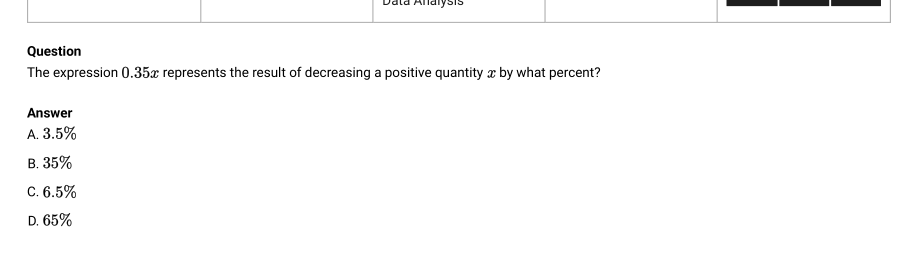 Data Analysis
Question
The expression 0.35x represents the result of decreasing a positive quantity x by what percent?
Answer
A. 3.5%
B. 35%
C. 6.5%
D. 65%